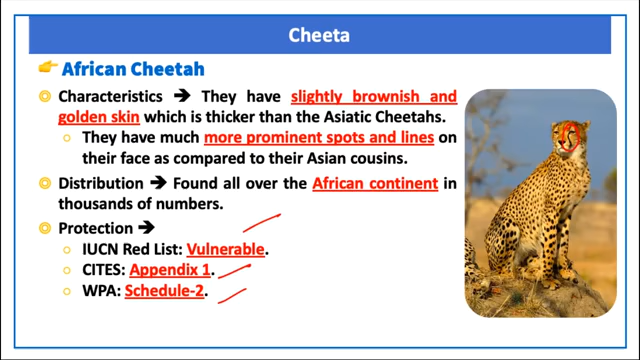 Cheeta
African Cheetah
Characteristics → They have slightly brownish and
golden skin which is thicker than the Asiatic Cheetahs.
They have much more prominent spots and lines on
their face as compared to their Asian cousins.
Distribution → Found all over the African continent in
thousands of numbers.
Protection →
IUCN Red List: Vulnerable.
CITES: Appendix 1.
WPA: Schedule-2.